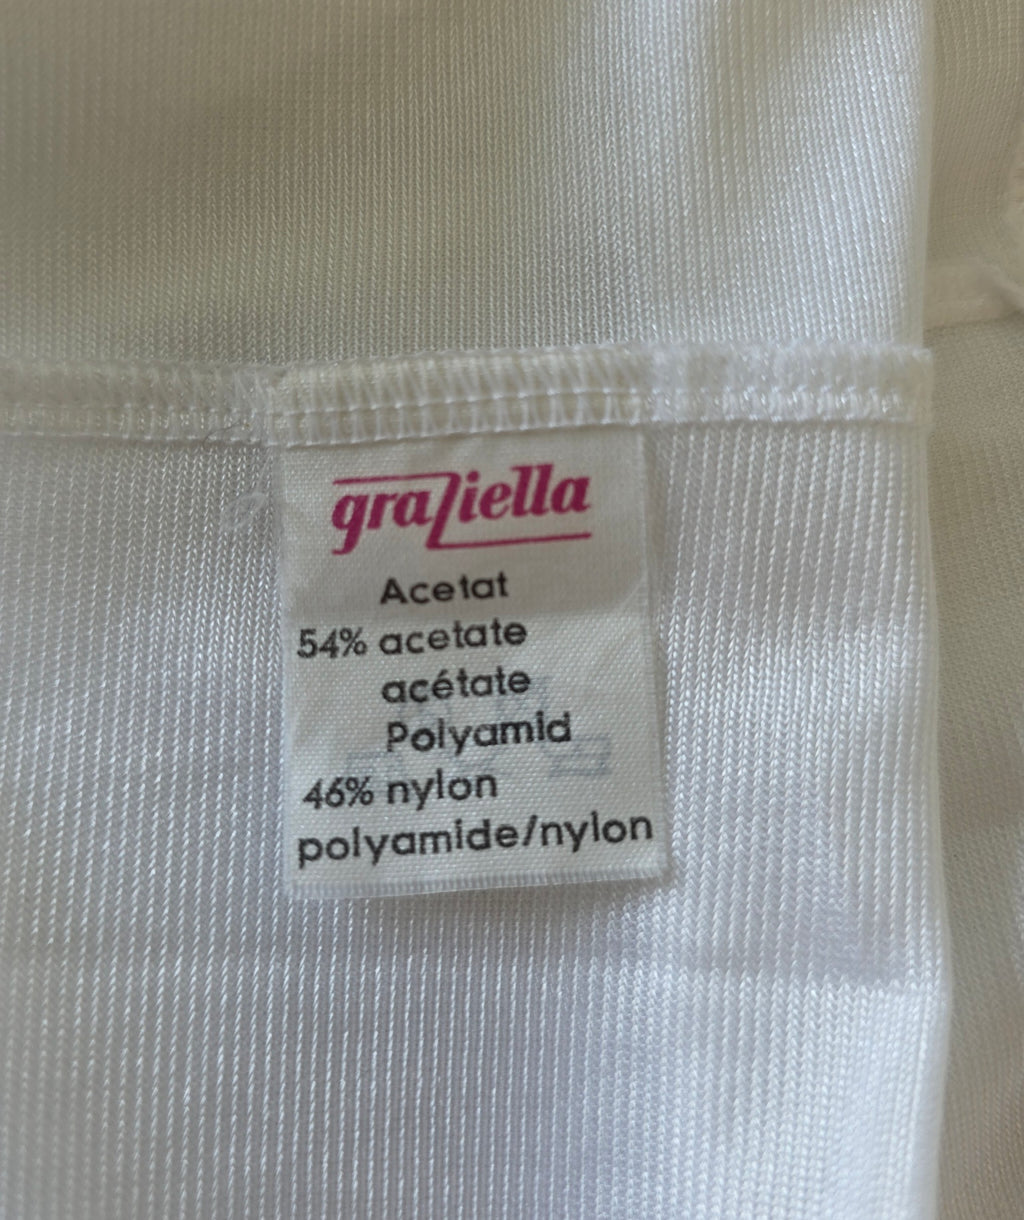 graziella
Acetat
54% acetate
acétate
Polyamid
46% nylon
polyamide/nylon